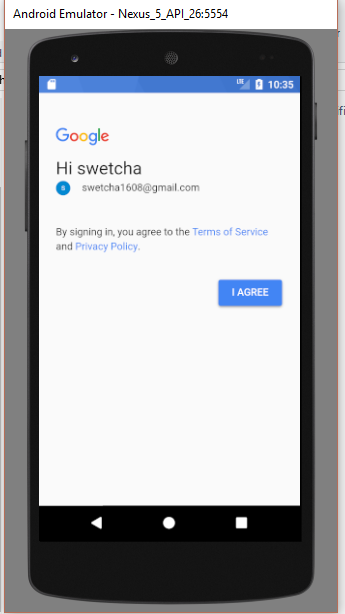 Android Emulator - Nexus_5_API_26:5554
LTE 10:35
Google
Hi swetcha
s swetcha1608@gmail.com
By signing in, you agree to the Terms of Service
and Privacy Policy.
I AGREE